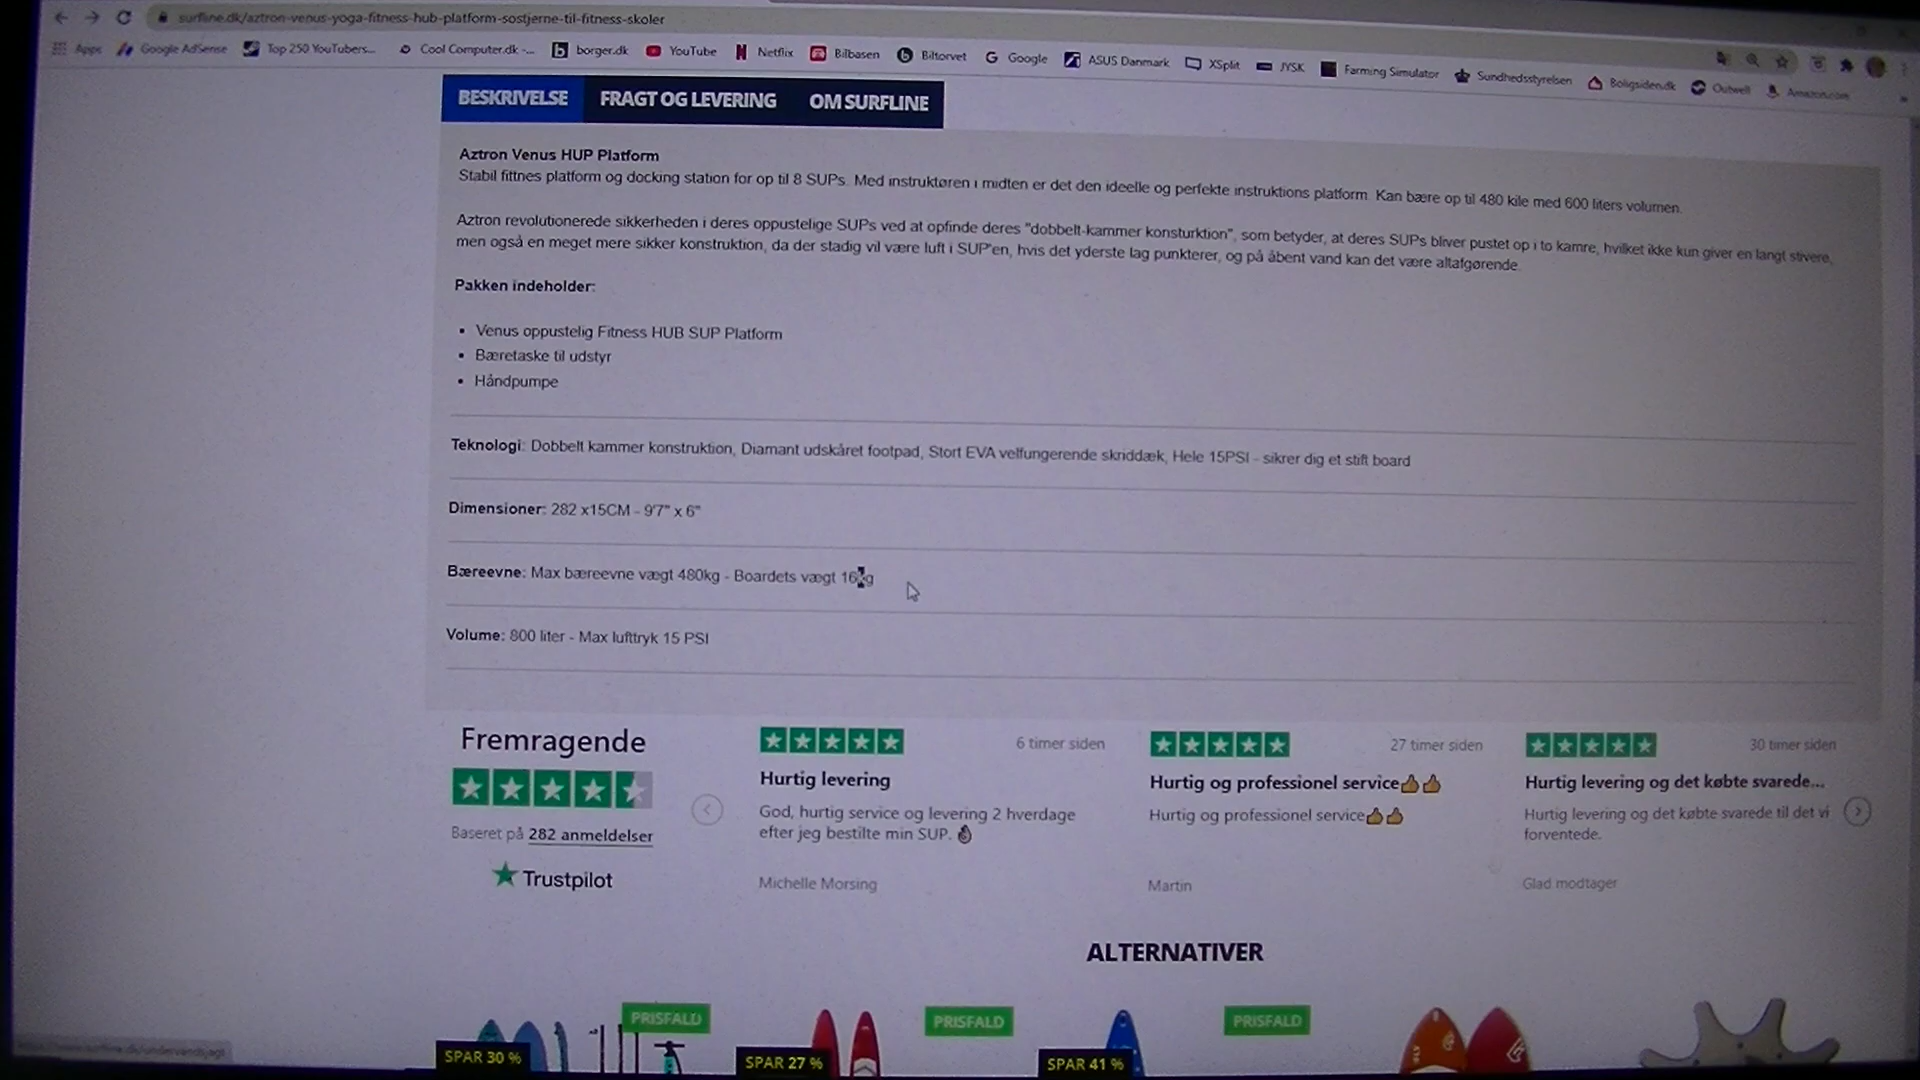 surfline.dk/aztron-venus-yoga-fitness-hub-platform-sostjerne-til-fitness-skoler
Apps Google AdSense Top 250 YouTubers... Cool Computer.dk -... borger.dk YouTube Netflix Bilbasen Biltorvet Google ASUS Danmark XSplit JYSK Farming Simulator Sundhedsstyrelsen Boligsiden.dk Outwell Amazon.com
BESKRIVELSE FRAGT OG LEVERING OM SURFLINE
Aztron Venus HUP Platform
Stabil fittnes platform og docking station for op til 8 SUPs. Med instruktøren i midten er det den ideelle og perfekte instruktions platform. Kan bære op til 480 kile med 600 liters volumen.
Aztron revolutionerede sikkerheden i deres oppustelige SUPs ved at opfinde deres "dobbelt-kammer konsturktion", som betyder, at deres SUPs bliver pustet op i to kamre, hvilket ikke kun giver en langt stivere,
men også en meget mere sikker konstruktion, da der stadig vil være luft i SUP'en, hvis det yderste lag punkterer, og på åbent vand kan det være altafgørende.
Pakken indeholder:
• Venus oppustelig Fitness HUB SUP Platform
• Bæretaske til udstyr
• Håndpumpe
Teknologi: Dobbelt kammer konstruktion, Diamant udskåret footpad, Stort EVA velfungerende skriddæk, Hele 15PSI - sikrer dig et stift board
Dimensioner: 282 x15CM - 9'7" x 6"
Bæreevne: Max bæreevne vægt 480kg - Boardets vægt 16kg
Volume: 800 liter - Max lufttryk 15 PSI
Fremragende
Baseret på 282 anmeldelser
Trustpilot
6 timer siden
Hurtig levering
God, hurtig service og levering 2 hverdage
efter jeg bestilte min SUP. 👌
Michelle Morsing
27 timer siden
Hurtig og professionel service👍👍
Hurtig og professionel service👍👍
Martin
30 timer siden
Hurtig levering og det købte svarede...
Hurtig levering og det købte svarede til det vi
forventede.
Glad modtager
ALTERNATIVER
PRISFALD
PRISFALD
PRISFALD
SPAR 30 %
SPAR 27 %
SPAR 41 %